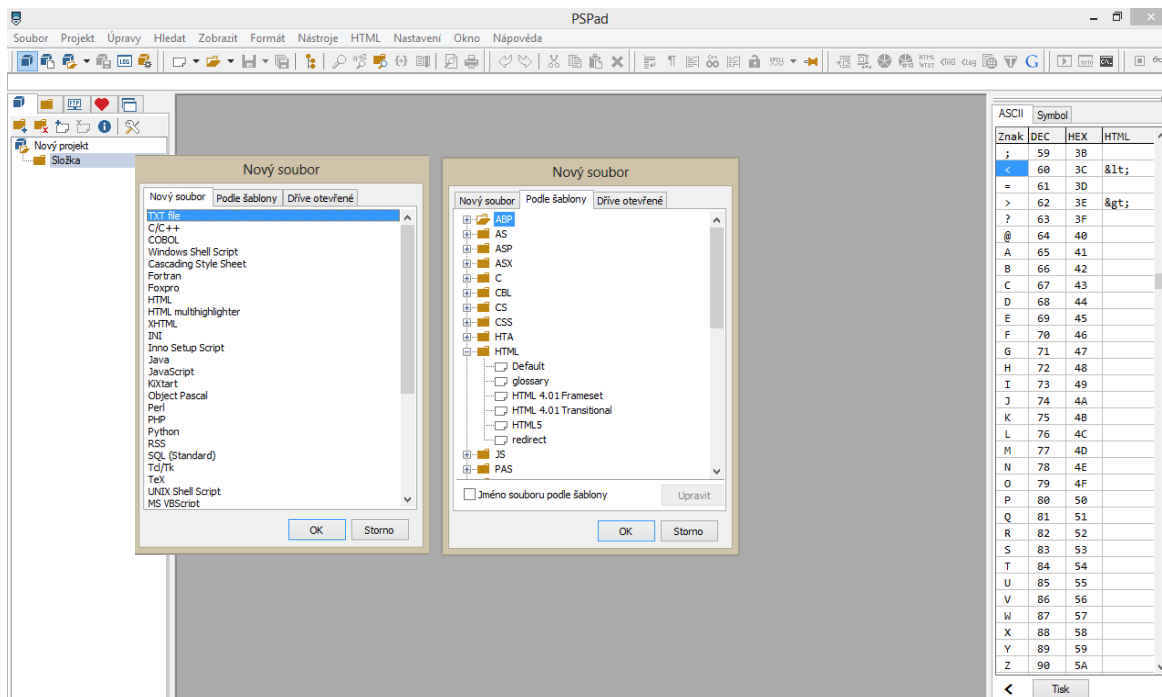 PSPad
Soubor Projekt Úpravy Hledat Zobrazit Formát Nástroje HTML Nastavení Okno Nápověda
Nový projekt
Složka
Nový soubor
Nový soubor Podle šablony Dříve otevřené
TXT file
C/C++
COBOL
Windows Shell Script
Cascading Style Sheet
Fortran
Foxpro
HTML
HTML multihighlighter
XHTML
INI
Inno Setup Script
Java
JavaScript
KiXtart
Object Pascal
Perl
PHP
Python
RSS
SQL (Standard)
Tcl/Tk
TeX
UNIX Shell Script
MS VBScript
OK Storno
Nový soubor
Nový soubor Podle šablony Dříve otevřené
ABP
AS
ASP
ASX
C
CBL
CS
CSS
HTA
HTML
Default
glossary
HTML 4.01 Frameset
HTML 4.01 Transitional
HTML5
redirect
JS
PAS
Jméno souboru podle šablony Upravit
OK Storno
ASCII Symbol
Znak DEC HEX HTML
; 59 3B
< 60 3C &lt;
= 61 3D
> 62 3E &gt;
? 63 3F
@ 64 40
A 65 41
B 66 42
C 67 43
D 68 44
E 69 45
F 70 46
G 71 47
H 72 48
I 73 49
J 74 4A
K 75 4B
L 76 4C
M 77 4D
N 78 4E
O 79 4F
P 80 50
Q 81 51
R 82 52
S 83 53
T 84 54
U 85 55
V 86 56
W 87 57
X 88 58
Y 89 59
Z 90 5A
Tisk